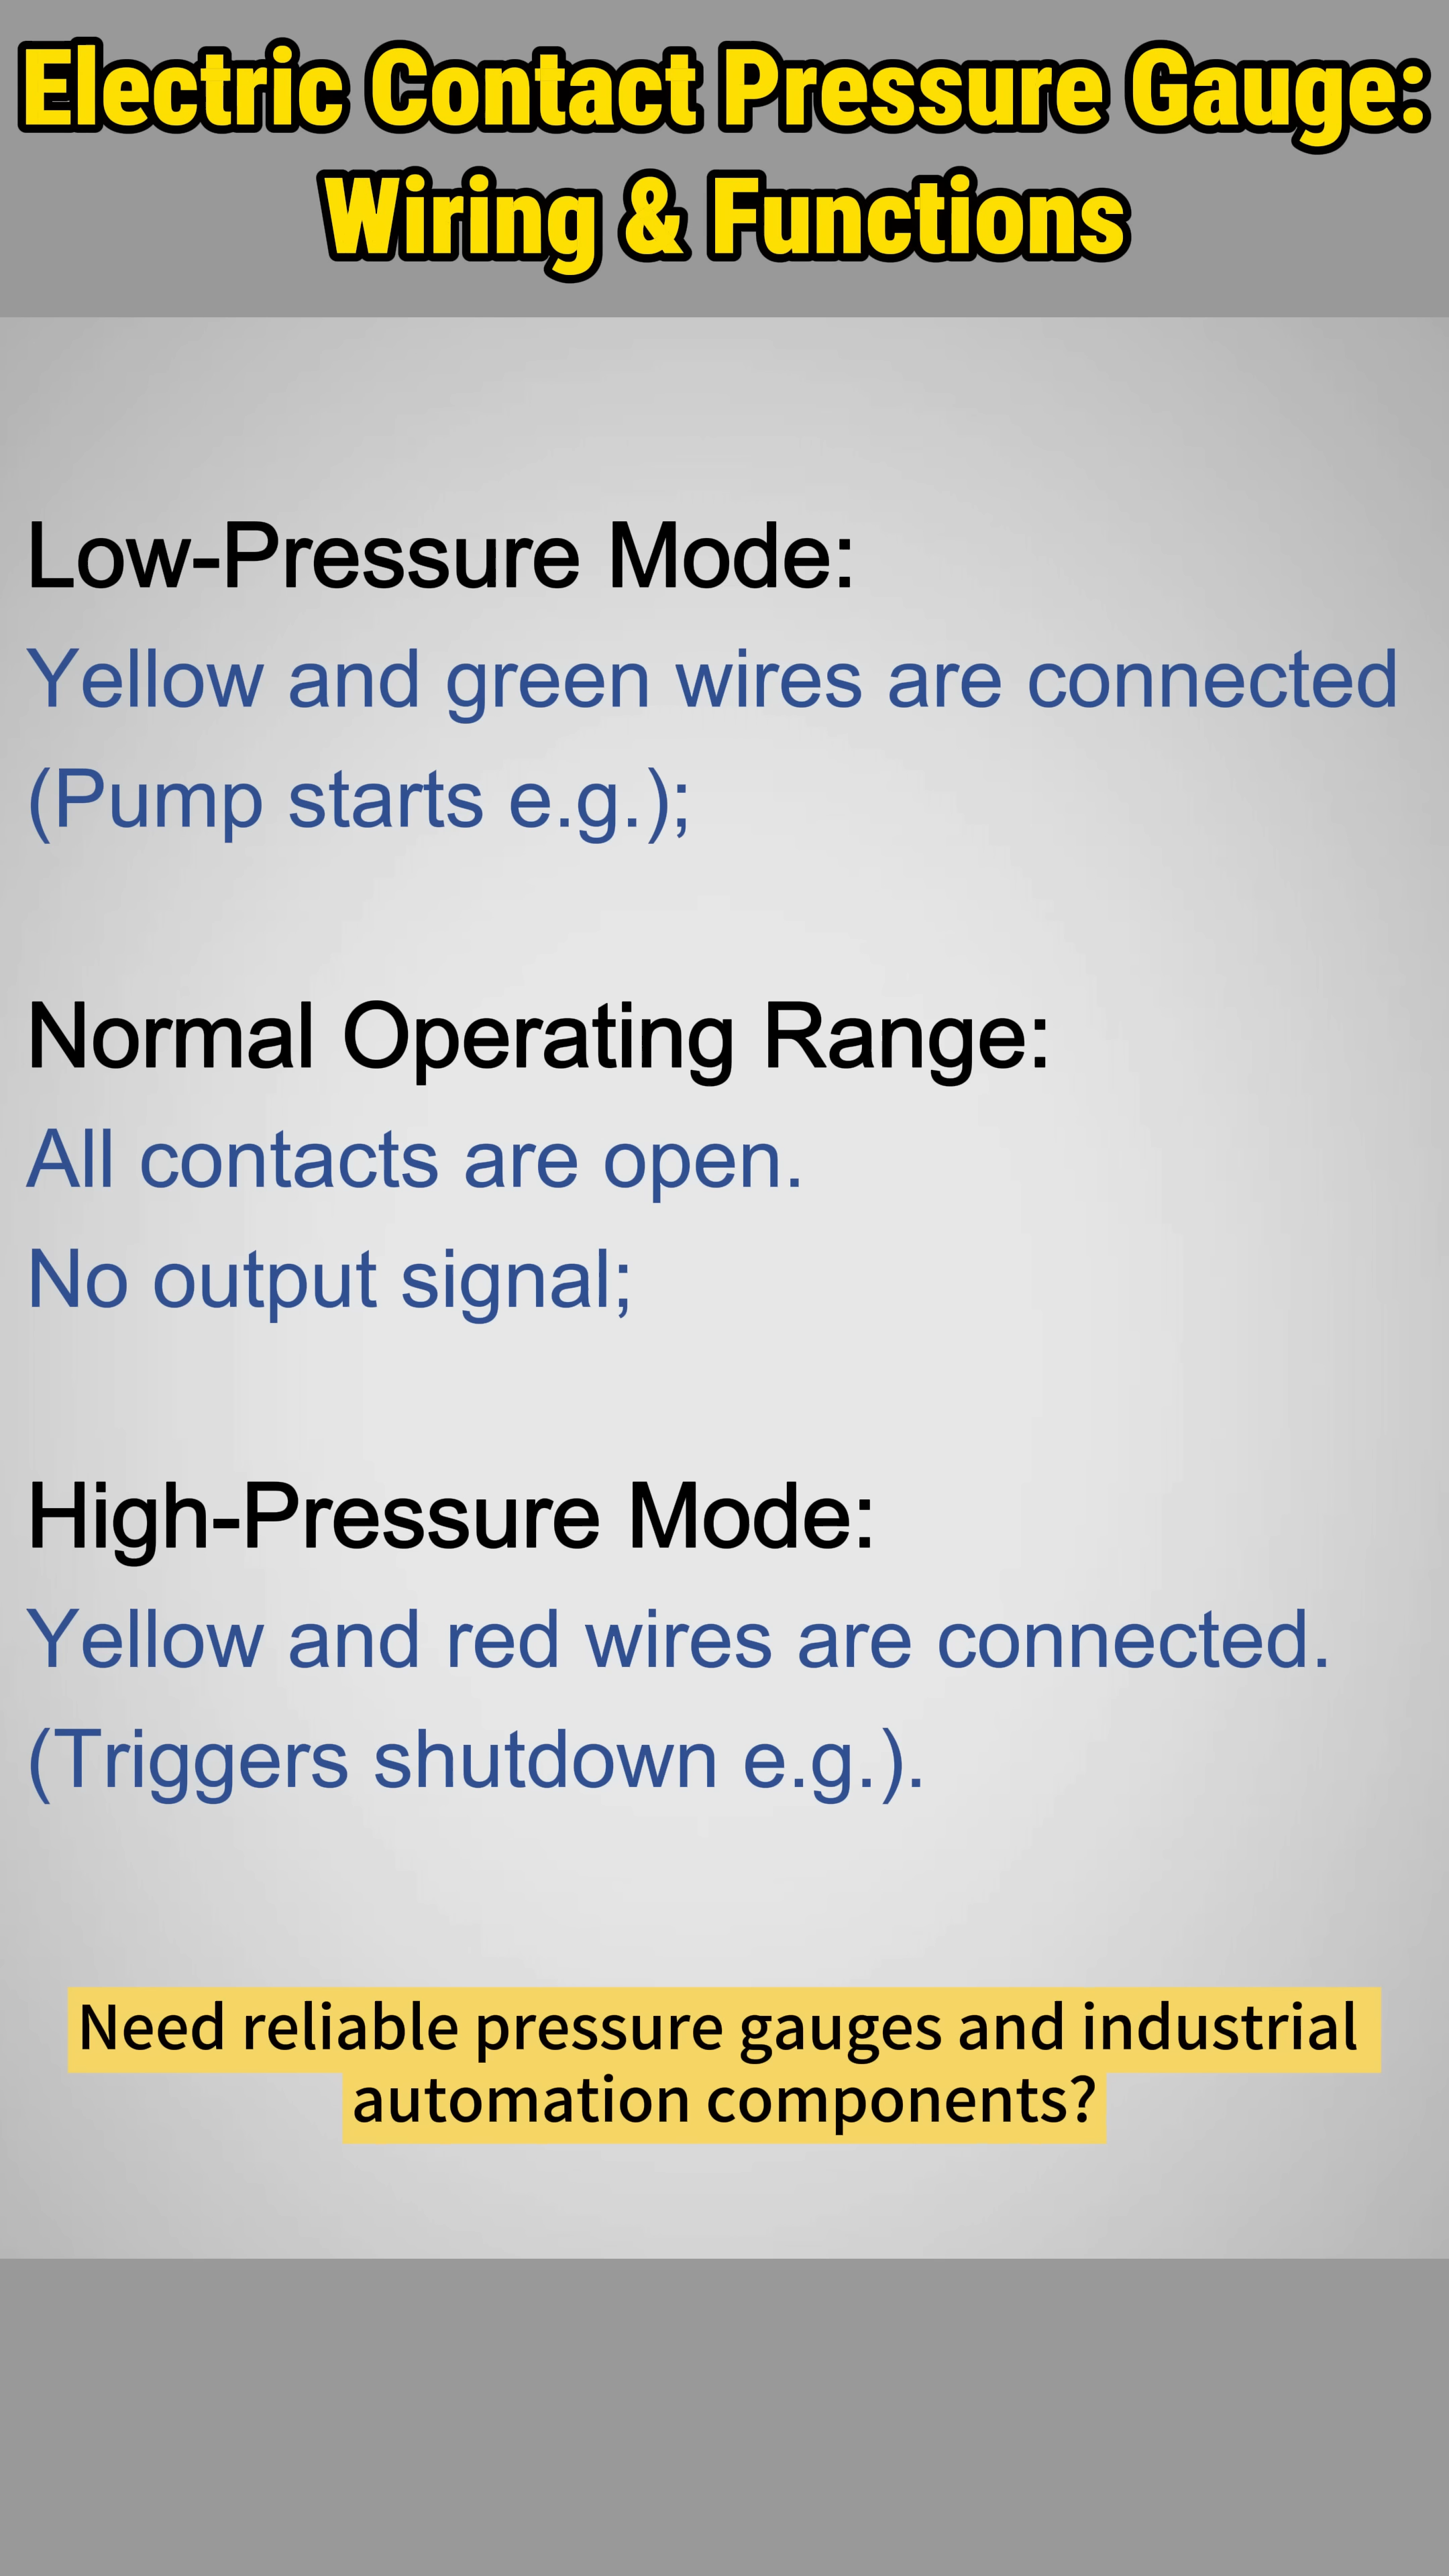 Electric Contact Pressure Gauge:
Wiring & Functions
Low-Pressure Mode:
Yellow and green wires are connected
(Pump starts e.g.);
Normal Operating Range:
All contacts are open.
No output signal;
High-Pressure Mode:
Yellow and red wires are connected.
(Triggers shutdown e.g.).
Need reliable pressure gauges and industrial
automation components?